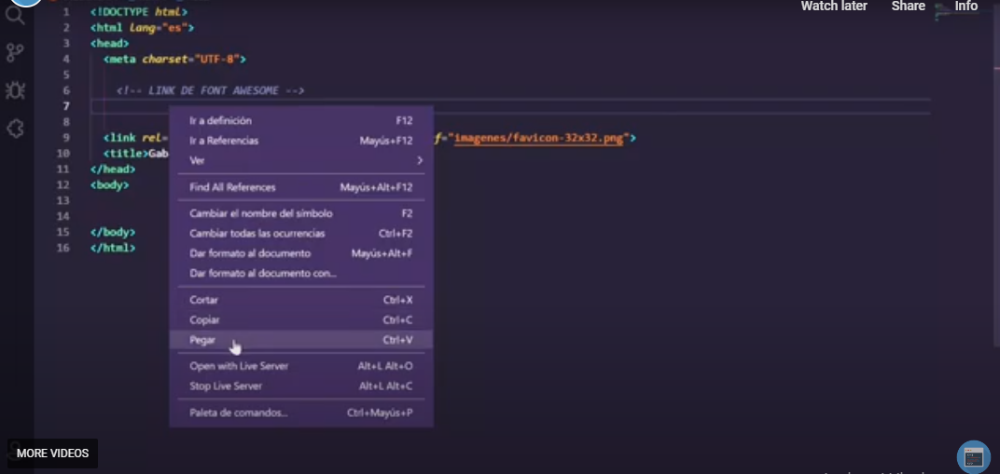 Watch later Share Info
1 <!DOCTYPE html>
2 <html lang="es">
3 <head>
4 <meta charset="UTF-8">
5
6 <!-- LINK DE FONT AWESOME -->
7
8
9 <link rel= f="imagenes/favicon-32x32.png">
10 <title>Gab
11 </head>
12 <body>
13
14
15 </body>
16 </html>
Ir a definición F12
Ir a Referencias Mayús+F12
Ver
Find All References Mayús+Alt+F12
Cambiar el nombre del símbolo F2
Cambiar todas las ocurrencias Ctrl+F2
Dar formato al documento Mayús+Alt+F
Dar formato al documento con...
Cortar Ctrl+X
Copiar Ctrl+C
Pegar Ctrl+V
Open with Live Server Alt+L Alt+O
Stop Live Server Alt+L Alt+C
Paleta de comandos... Ctrl+Mayús+P
MORE VIDEOS